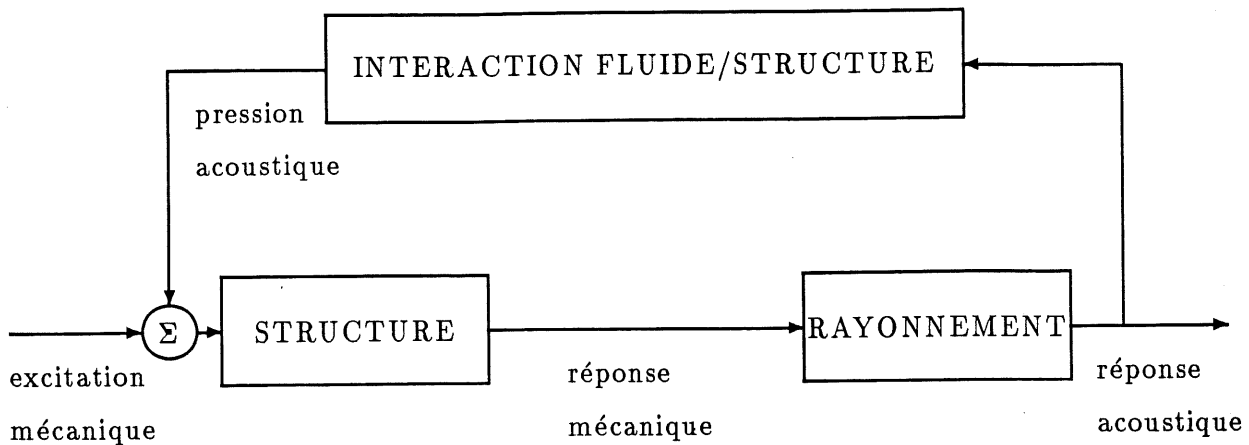 INTERACTION FLUIDE/STRUCTURE
pression
acoustique
Σ
STRUCTURE
RAYONNEMENT
excitation
mécanique
réponse
mécanique
réponse
acoustique